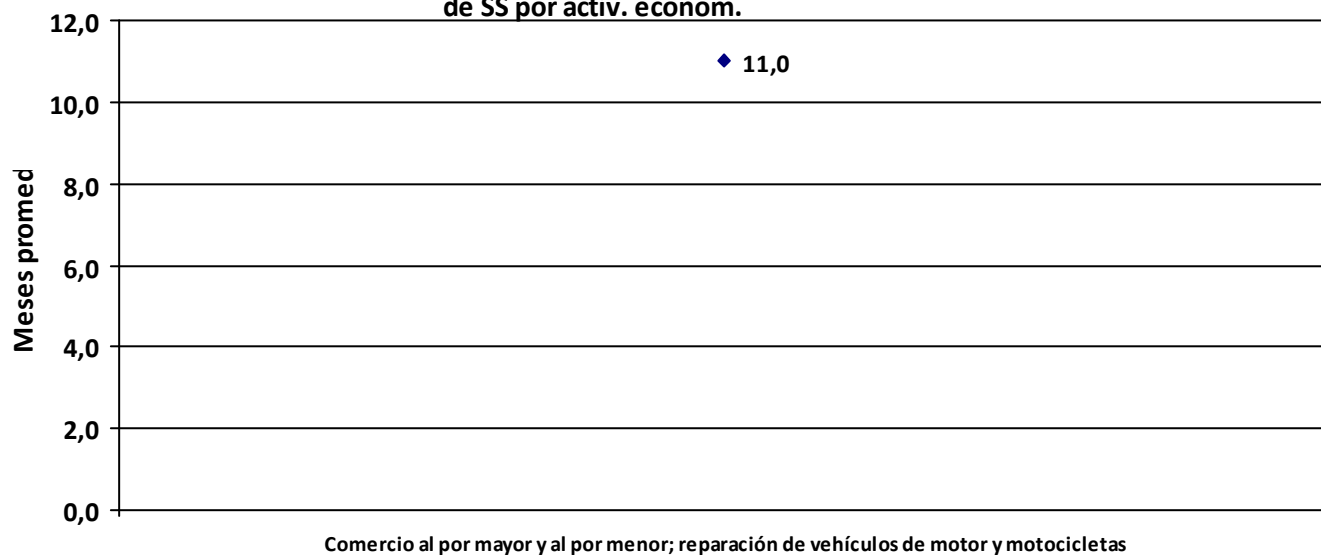 de SS por activ. econom.
12,0
11,0
10,0
8,0
6,0
4,0
2,0
0,0
Meses promed
Comercio al por mayor y al por menor; reparación de vehículos de motor y motocicletas